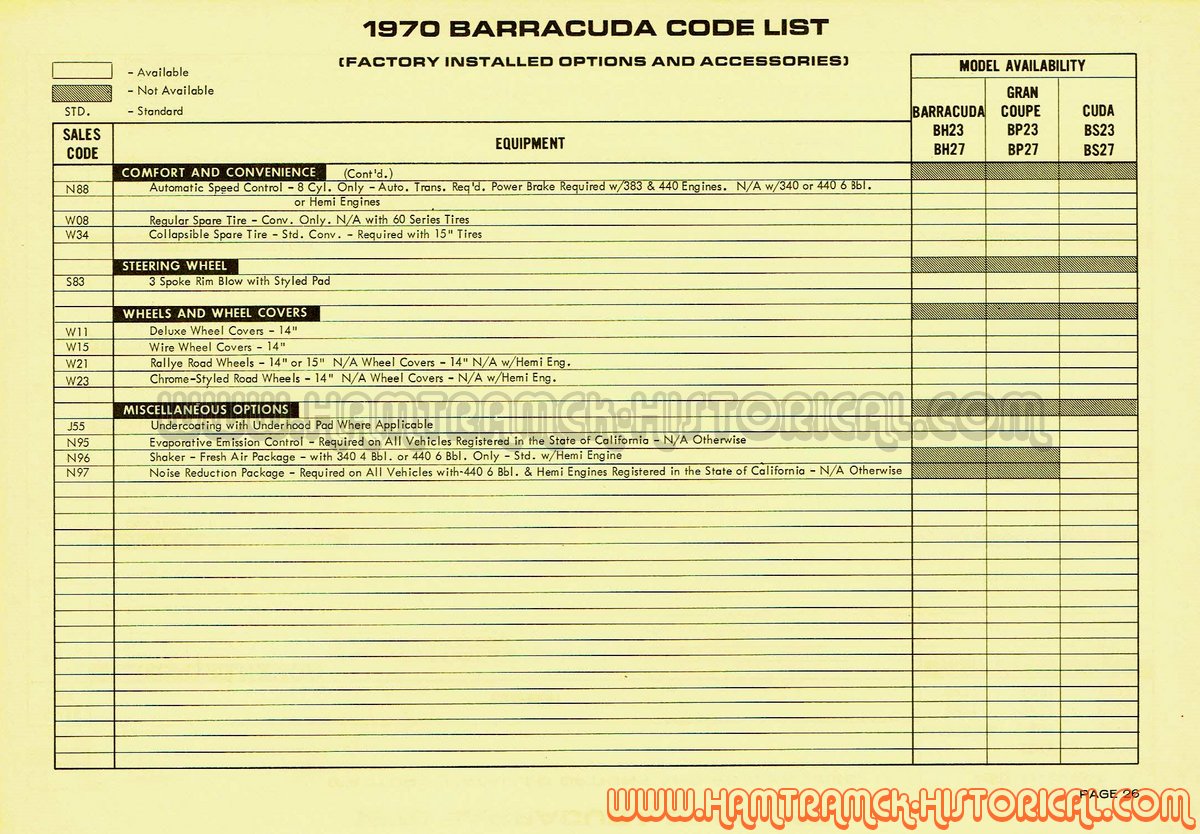 1970 BARRACUDA CODE LIST
(FACTORY INSTALLED OPTIONS AND ACCESSORIES)
- Available
- Not Available
STD. - Standard
MODEL AVAILABILITY
BARRACUDA BH23 BH27
GRAN COUPE BP23 BP27
CUDA BS23 BS27
SALES CODE
EQUIPMENT
COMFORT AND CONVENIENCE (Cont'd.)
N88 Automatic Speed Control - 8 Cyl. Only - Auto. Trans. Req'd. Power Brake Required w/383 & 440 Engines. N/A w/340 or 440 6 Bbl.
or Hemi Engines
W08 Regular Spare Tire - Conv. Only. N/A with 60 Series Tires
W34 Collapsible Spare Tire - Std. Conv. - Required with 15" Tires
STEERING WHEEL
S83 3 Spoke Rim Blow with Styled Pad
WHEELS AND WHEEL COVERS
W11 Deluxe Wheel Covers - 14"
W15 Wire Wheel Covers - 14"
W21 Rallye Road Wheels - 14" or 15" N/A Wheel Covers - 14" N/A w/Hemi Eng.
W23 Chrome-Styled Road Wheels - 14" N/A Wheel Covers - N/A w/Hemi Eng.
MISCELLANEOUS OPTIONS
www.Hamtramck-Historical.com
J55 Undercoating with Underhood Pad Where Applicable
N95 Evaporative Emission Control - Required on All Vehicles Registered in the State of California - N/A Otherwise
N96 Shaker - Fresh Air Package - with 340 4 Bbl. or 440 6 Bbl. Only - Std. w/Hemi Engine
N97 Noise Reduction Package - Required on All Vehicles with-440 6 Bbl. & Hemi Engines Registered in the State of California - N/A Otherwise
PAGE 26
www.Hamtramck-Historical.com